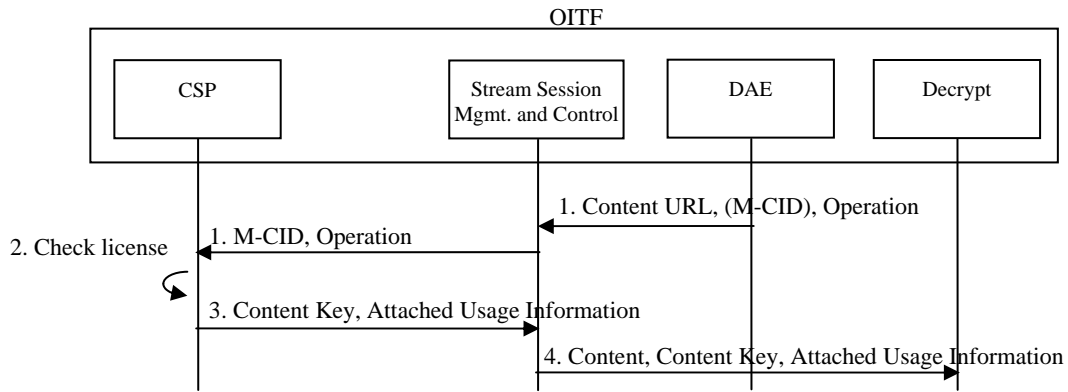 OITF
CSP
Stream Session
Mgmt. and Control
DAE
Decrypt
1. Content URL, (M-CID), Operation
1. M-CID, Operation
2. Check license
3. Content Key, Attached Usage Information
4. Content, Content Key, Attached Usage Information